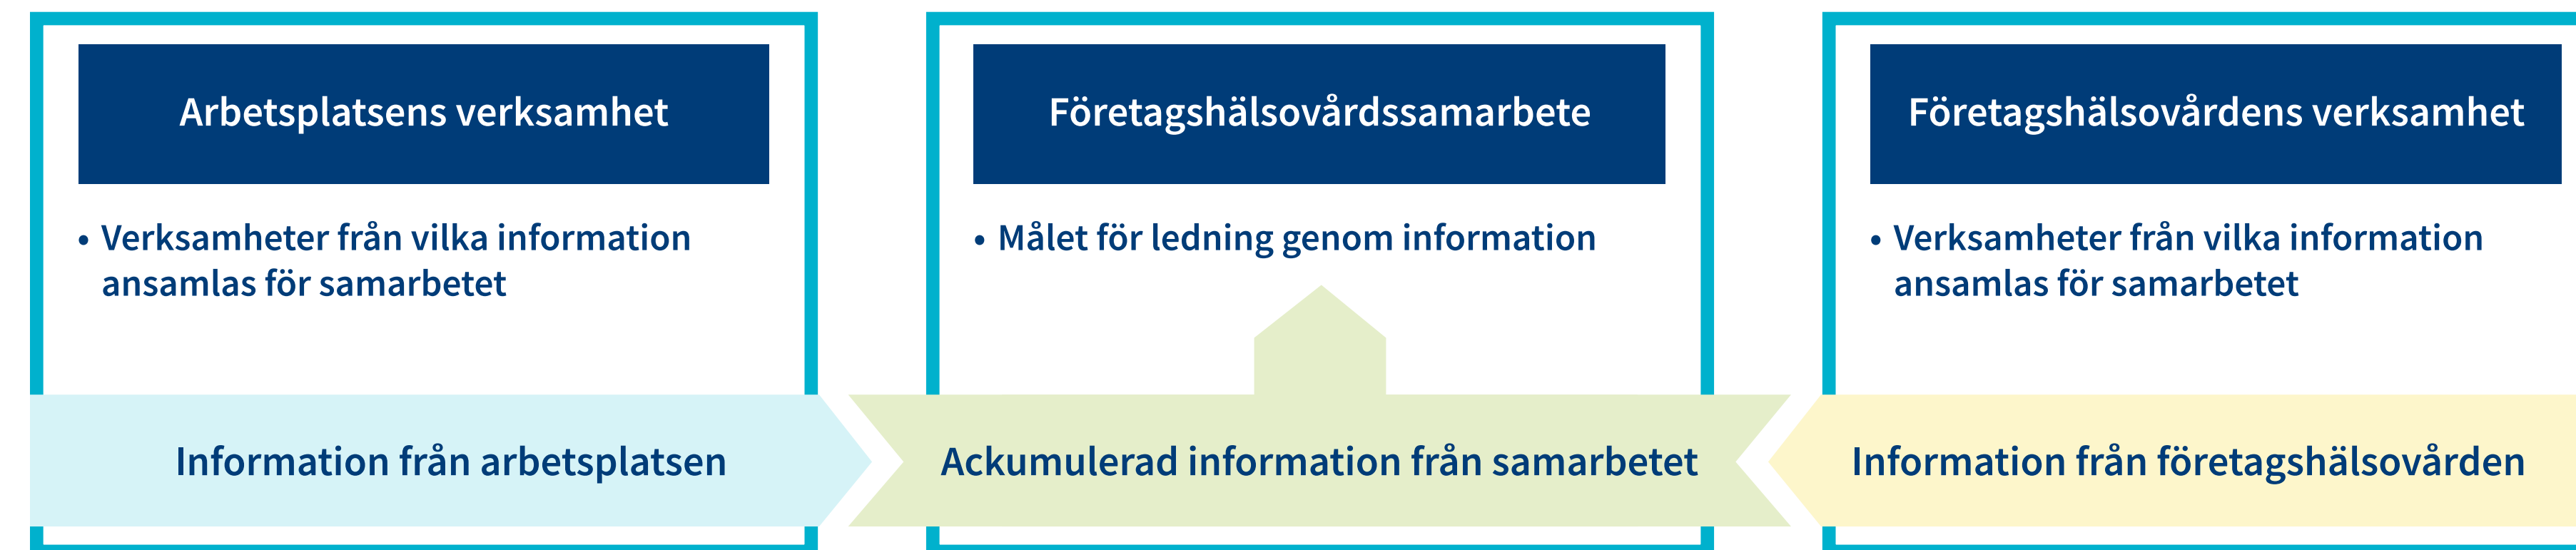 Arbetsplatsens verksamhet
• Verksamheter från vilka information
ansamlas för samarbetet
Information från arbetsplatsen
Företagshälsovårdssamarbete
• Målet för ledning genom information
Ackumulerad information från samarbetet
Företagshälsovårdens verksamhet
• Verksamheter från vilka information
ansamlas för samarbetet
Information från företagshälsovården